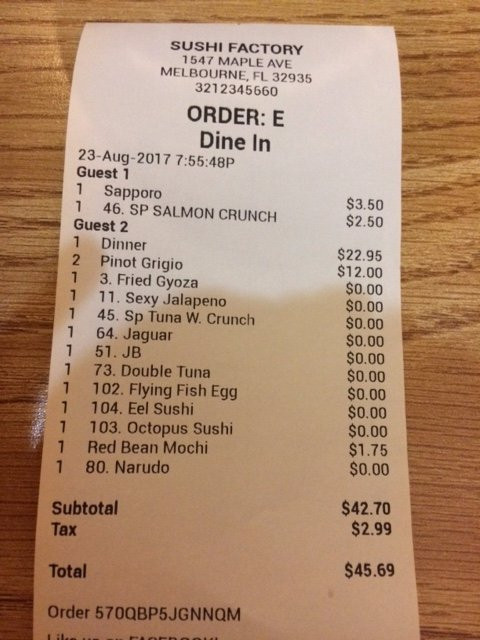 SUSHI FACTORY
1547 MAPLE AVE
MELBOURNE, FL 32935
3212345660
ORDER: E
Dine In
23-Aug-2017 7:55:48P
Guest 1
1 Sapporo $3.50
1 46. SP SALMON CRUNCH $2.50
Guest 2
1 Dinner $22.95
2 Pinot Grigio $12.00
1 3. Fried Gyoza $0.00
1 11. Sexy Jalapeno $0.00
1 45. Sp Tuna W. Crunch $0.00
1 64. Jaguar $0.00
1 51. JB $0.00
1 73. Double Tuna $0.00
1 102. Flying Fish Egg $0.00
1 104. Eel Sushi $0.00
1 103. Octopus Sushi $0.00
1 Red Bean Mochi $1.75
1 80. Narudo $0.00
Subtotal $42.70
Tax $2.99
Total $45.69
Order 570QBP5JGNNQM
Like us on FACEBOOK!